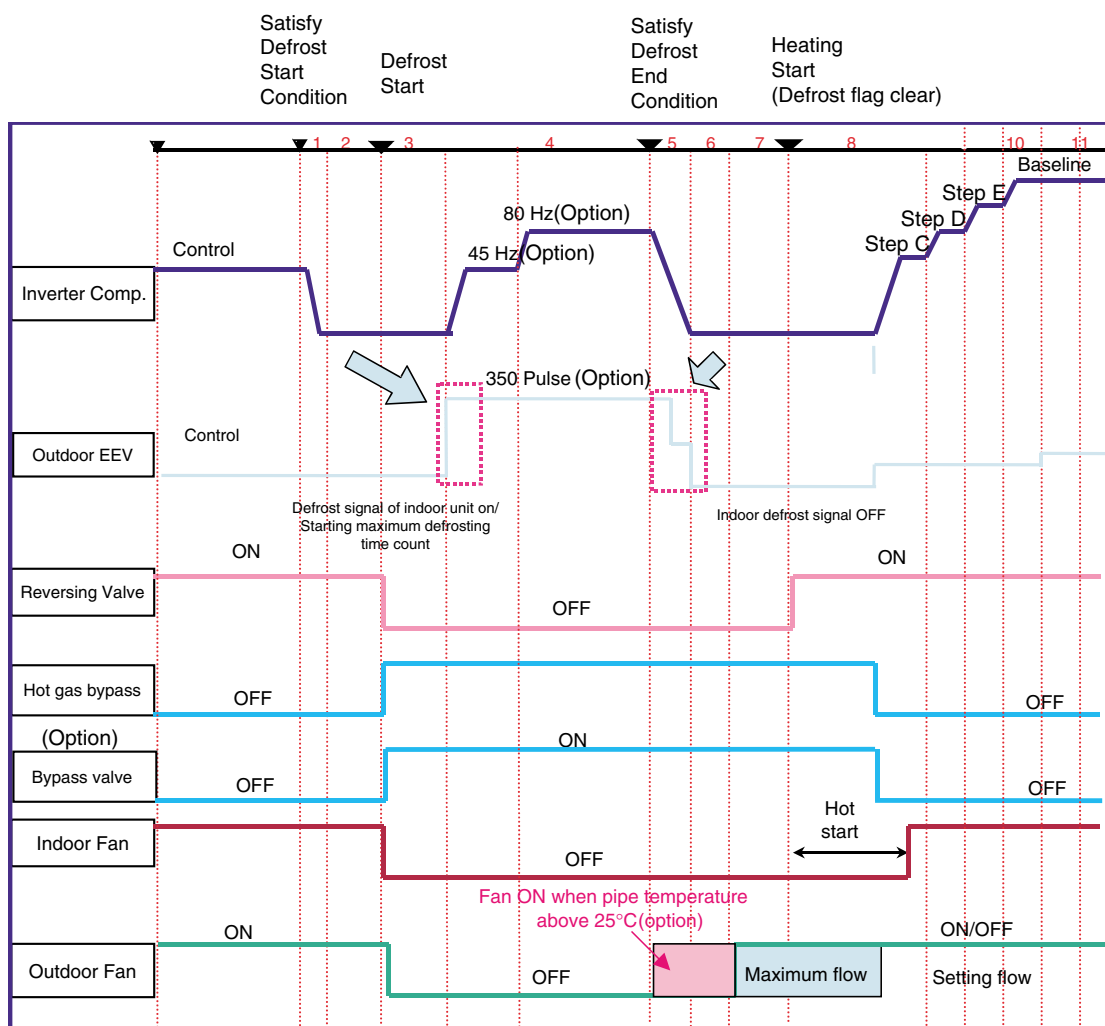 Satisfy
Defrost
Start
Condition
Defrost
Start
Satisfy
Defrost
End
Condition
Heating
Start
(Defrost flag clear)
1 2 3 4 5 6 7 8 10 11
Baseline
Step E
Step D
Step C
80 Hz(Option)
45 Hz(Option)
Control
Inverter Comp.
350 Pulse (Option)
Control
Outdoor EEV
Defrost signal of indoor unit on/
Starting maximum defrosting
time count
Indoor defrost signal OFF
ON
ON
Reversing Valve
OFF
Hot gas bypass
OFF
OFF
(Option)
ON
Bypass valve
OFF
OFF
Hot
start
Indoor Fan
OFF
Fan ON when pipe temperature
above 25°C(option)
ON
ON/OFF
Outdoor Fan
OFF
Maximum flow
Setting flow